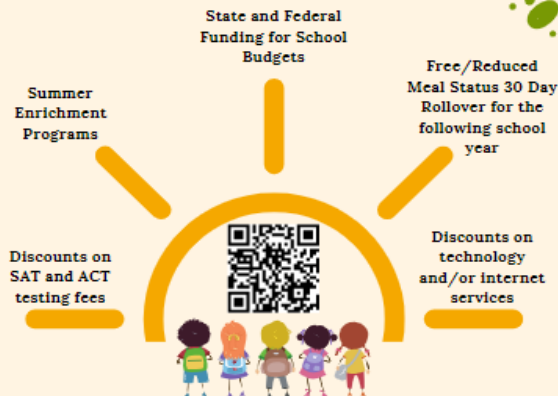 State and Federal
Funding for School
Budgets
Free/Reduced
Meal Status 30 Day
Rollover for the
following school
year
Summer
Enrichment
Programs
Discounts on
SAT and ACT
testing fees
Discounts on
technology
and/or internet
services